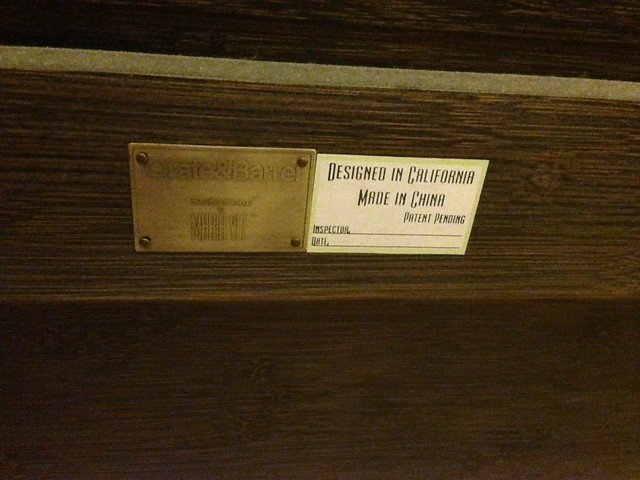 Crate&Barrel
DESIGNED IN CALIFORNIA
MADE IN CHINA
PATENT PENDING
INSPECTOR
DATE